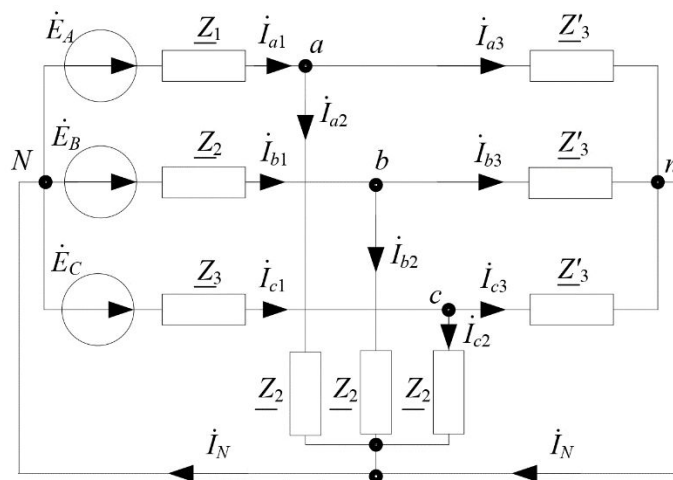 Ė_A Z_1 İ_a1 a İ_a3 Z'_3
İ_a2
N Ė_B Z_2 İ_b1 b İ_b3 Z'_3 n
İ_b2
Ė_C Z_3 İ_c1 c İ_c3 Z'_3
İ_c2
Z_2 Z_2 Z_2
İ_N İ_N